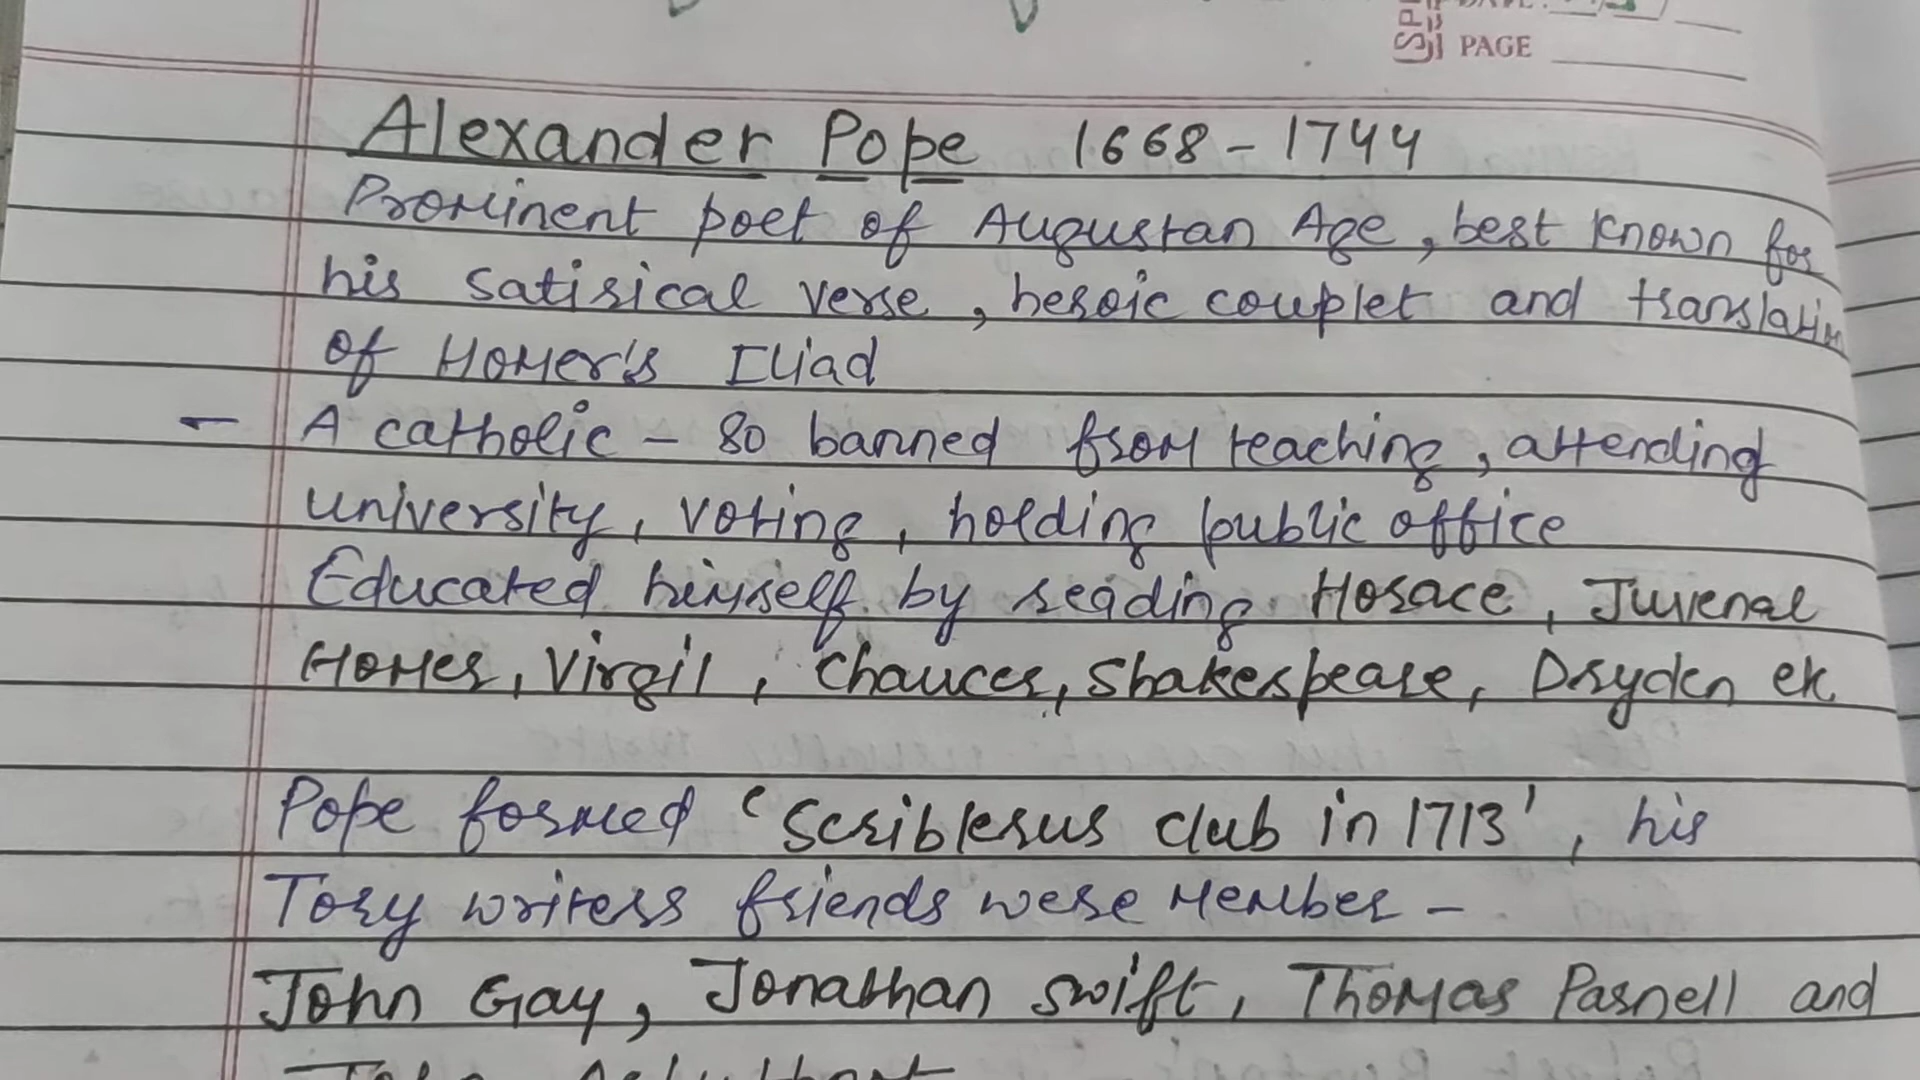 PAGE
Alexander Pope 1668-1744
Prominent poet of Augustan Age, best known for
his satirical verse, heroic couplet and translation
of Homer's Iliad
- A catholic - so banned from teaching, attending
university, voting, holding public office
Educated himself by reading Horace, Juvenal
Homer, Virgil, Chaucer, Shakespeare, Dryden etc
Pope formed 'Scriblerus club in 1713', his
Tory writers friends were member -
John Gay, Jonathan swift, Thomas Parnell and